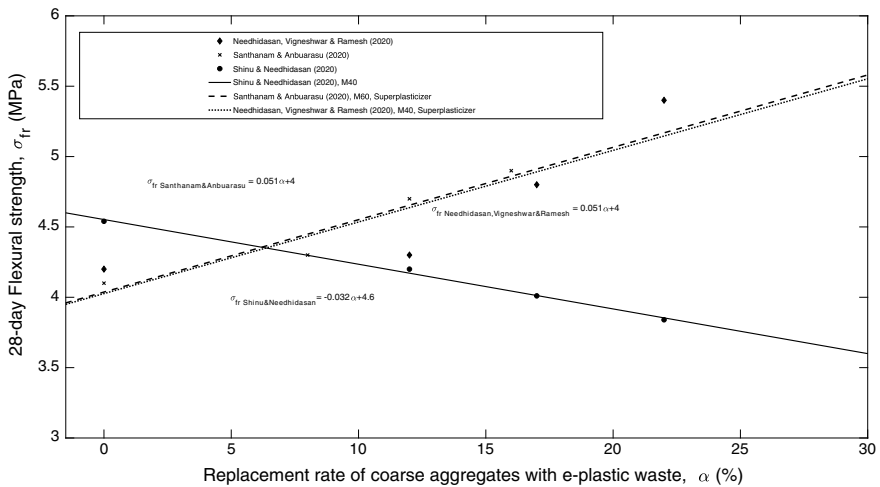 28-day Flexural strength, σfr (MPa)
6
5.5
5
4.5
4
3.5
3
Needhidasan, Vigneshwar & Ramesh (2020)
Santhanam & Anbuarasu (2020)
Shinu & Needhidasan (2020)
Shinu & Needhidasan (2020), M40
Santhanam & Anbuarasu (2020), M60, Superplasticizer
Needhidasan, Vigneshwar & Ramesh (2020), M40, Superplasticizer
σfr Santhanam&Anbuarasu = 0.051α+4
σfr Needhidasan,Vigneshwar&Ramesh = 0.051α+4
σfr Shinu&Needhidasan = -0.032α+4.6
0 5 10 15 20 25 30
Replacement rate of coarse aggregates with e-plastic waste, α (%)